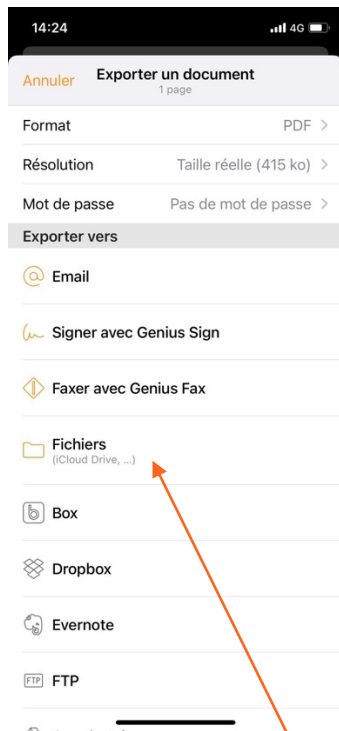 14:24
4G
Annuler Exporter un document
1 page
Format PDF >
Résolution Taille réelle (415 ko) >
Mot de passe Pas de mot de passe >
Exporter vers
Email
Signer avec Genius Sign
Faxer avec Genius Fax
Fichiers
(iCloud Drive, ...)
Box
Dropbox
Evernote
FTP FTP